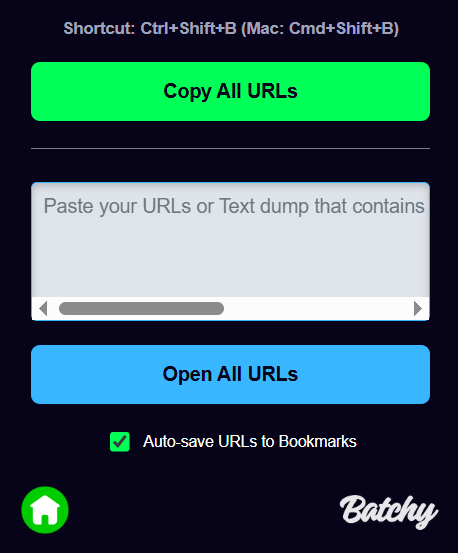 Shortcut: Ctrl+Shift+B (Mac: Cmd+Shift+B)
Copy All URLs
Paste your URLs or Text dump that contains
Open All URLs
Auto-save URLs to Bookmarks
Batchy